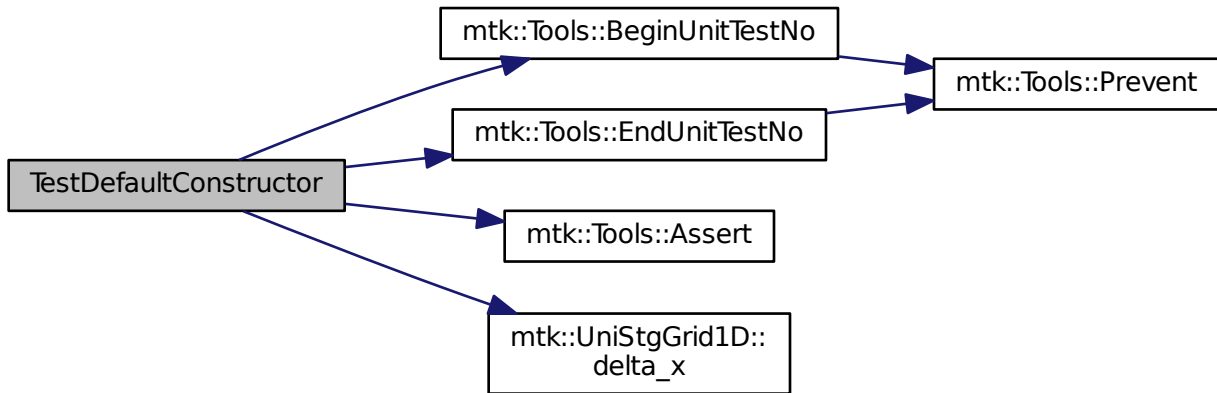 mtk::Tools::BeginUnitTestNo
mtk::Tools::Prevent
mtk::Tools::EndUnitTestNo
TestDefaultConstructor
mtk::Tools::Assert
mtk::UniStgGrid1D::
delta_x